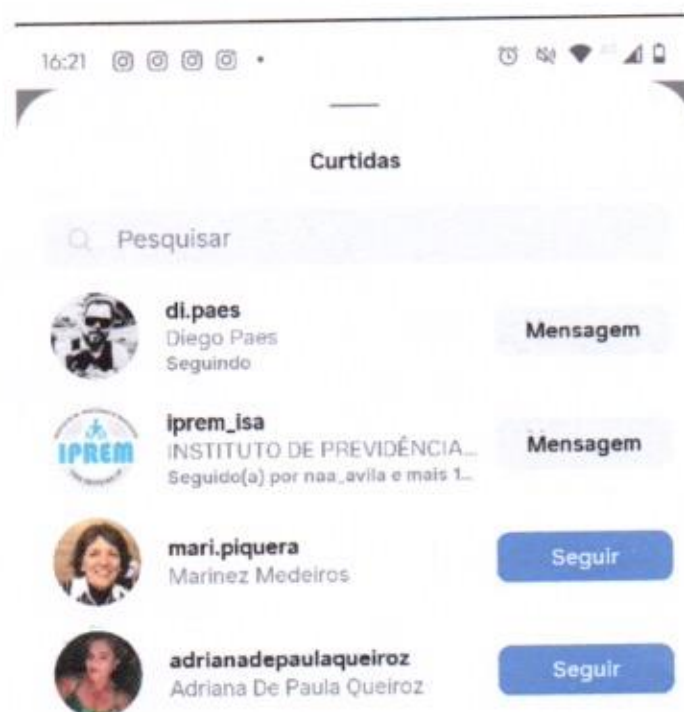 16:21
Curtidas
Pesquisar
di.paes
Diego Paes
Mensagem
Seguindo
iprem_isa
INSTITUTO DE PREVIDÊNCIA...
Mensagem
Seguido(a) por naa_avila e mais 1...
IPREM
mari.piquera
Marinez Medeiros
Seguir
adrianadepaulaqueiroz
Adriana De Paula Queiroz
Seguir